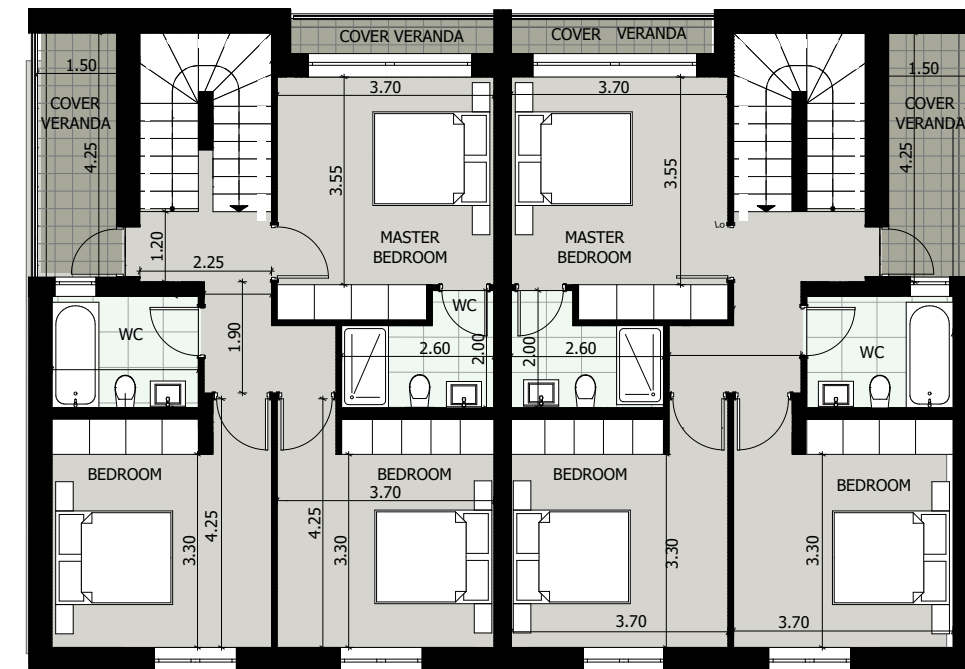 COVER VERANDA
COVER VERANDA
1.50
3.70
3.70
1.50
COVER
VERANDA
COVER
VERANDA
4.25
3.55
3.55
4.25
Lo
MASTER
BEDROOM
MASTER
BEDROOM
1.20
2.25
WC
WC
1.90
2.60
2.00
2.00
2.60
WC
BEDROOM
BEDROOM
BEDROOM
BEDROOM
3.70
4.25
4.25
3.30
3.30
3.30
3.30
3.70
3.70